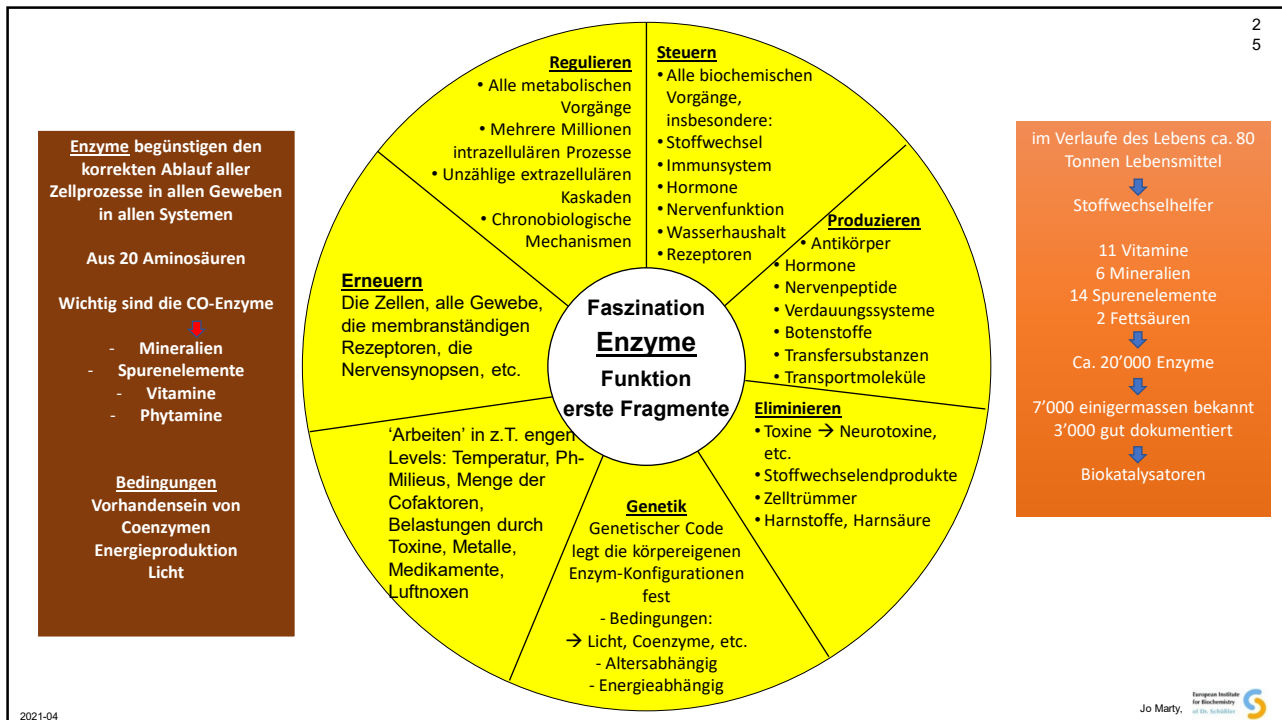 2
5
Enzyme begünstigen den
korrekten Ablauf aller
Zellprozesse in allen Geweben
in allen Systemen
Aus 20 Aminosäuren
Wichtig sind die CO-Enzyme
- Mineralien
- Spurenelemente
- Vitamine
- Phytamine
Bedingungen
Vorhandensein von
Coenzymen
Energieproduktion
Licht
Regulieren
• Alle metabolischen
Vorgänge
• Mehrere Millionen
intrazellulären Prozesse
• Unzählige extrazellulären
Kaskaden
• Chronobiologische
Mechanismen
Steuern
• Alle biochemischen
Vorgänge,
insbesondere:
• Stoffwechsel
• Immunsystem
• Hormone
• Nervenfunktion
• Wasserhaushalt
• Rezeptoren
Produzieren
• Antikörper
• Hormone
• Nervenpeptide
• Verdauungssysteme
• Botenstoffe
• Transfersubstanzen
• Transportmoleküle
Eliminieren
• Toxine → Neurotoxine,
etc.
• Stoffwechselendprodukte
• Zelltrümmer
• Harnstoffe, Harnsäure
Genetik
Genetischer Code
legt die körpereigenen
Enzym-Konfigurationen
fest
- Bedingungen:
→ Licht, Coenzyme, etc.
- Altersabhängig
- Energieabhängig
'Arbeiten' in z.T. engen
Levels: Temperatur, Ph-
Milieus, Menge der
Cofaktoren,
Belastungen durch
Toxine, Metalle,
Medikamente,
Luftnoxen
Erneuern
Die Zellen, alle Gewebe,
die membranständigen
Rezeptoren, die
Nervensynopsen, etc.
Faszination
Enzyme
Funktion
erste Fragmente
im Verlaufe des Lebens ca. 80
Tonnen Lebensmittel
Stoffwechselhelfer
11 Vitamine
6 Mineralien
14 Spurenelemente
2 Fettsäuren
Ca. 20'000 Enzyme
7'000 einigermassen bekannt
3'000 gut dokumentiert
Biokatalysatoren
2021-04
Jo Marty,
European Institute
for Biochemistry
of Dr. Schüßler